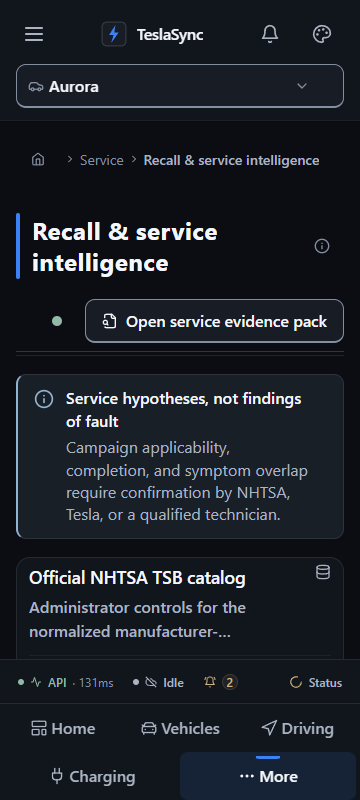 TeslaSync
Aurora
Service
Recall & service intelligence
Recall & service
intelligence
Open service evidence pack
Service hypotheses, not findings
of fault
Campaign applicability,
completion, and symptom overlap
require confirmation by NHTSA,
Tesla, or a qualified technician.
Official NHTSA TSB catalog
Administrator controls for the
normalized manufacturer-...
API · 131ms
Idle
2
Status
Home
Vehicles
Driving
Charging
More